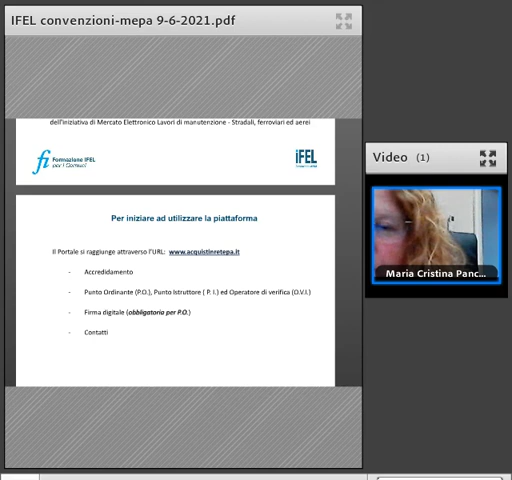 IFEL convenzioni-mepa 9-6-2021.pdf
dell'iniziativa di Mercato Elettronico Lavori di manutenzione - Stradali, ferroviari ed aerei
fi Formazione IFEL
per i Comuni
iFEL
Per iniziare ad utilizzare la piattaforma
Il Portale si raggiunge attraverso l'URL: www.acquistinretepa.it
- Accreditamento
- Punto Ordinante (P.O.), Punto Istruttore ( P. I.) ed Operatore di verifica (O.V.I.)
- Firma digitale (obbligatoria per P.O.)
- Contatti
Video (1)
Maria Cristina Panc...